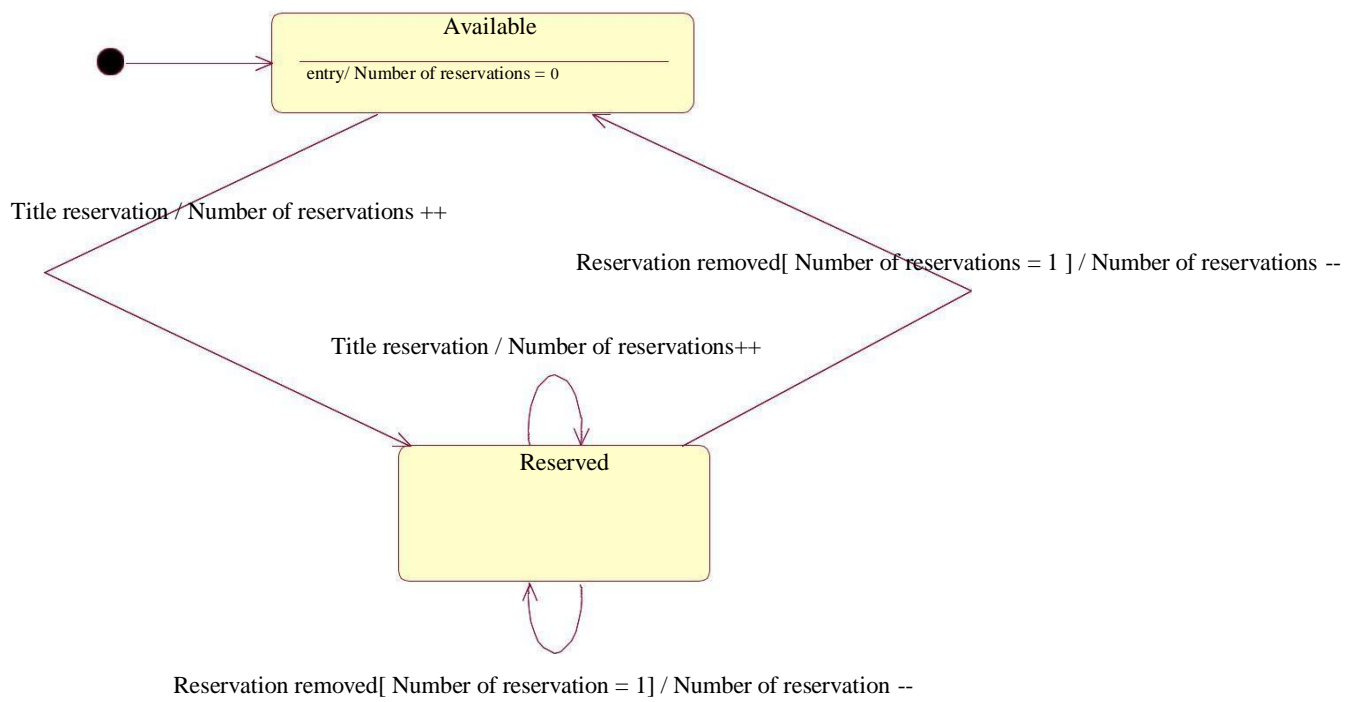 Available
entry/ Number of reservations = 0
Title reservation / Number of reservations ++
Reservation removed[ Number of reservations = 1 ] / Number of reservations --
Title reservation / Number of reservations++
Reserved
Reservation removed[ Number of reservation = 1] / Number of reservation --